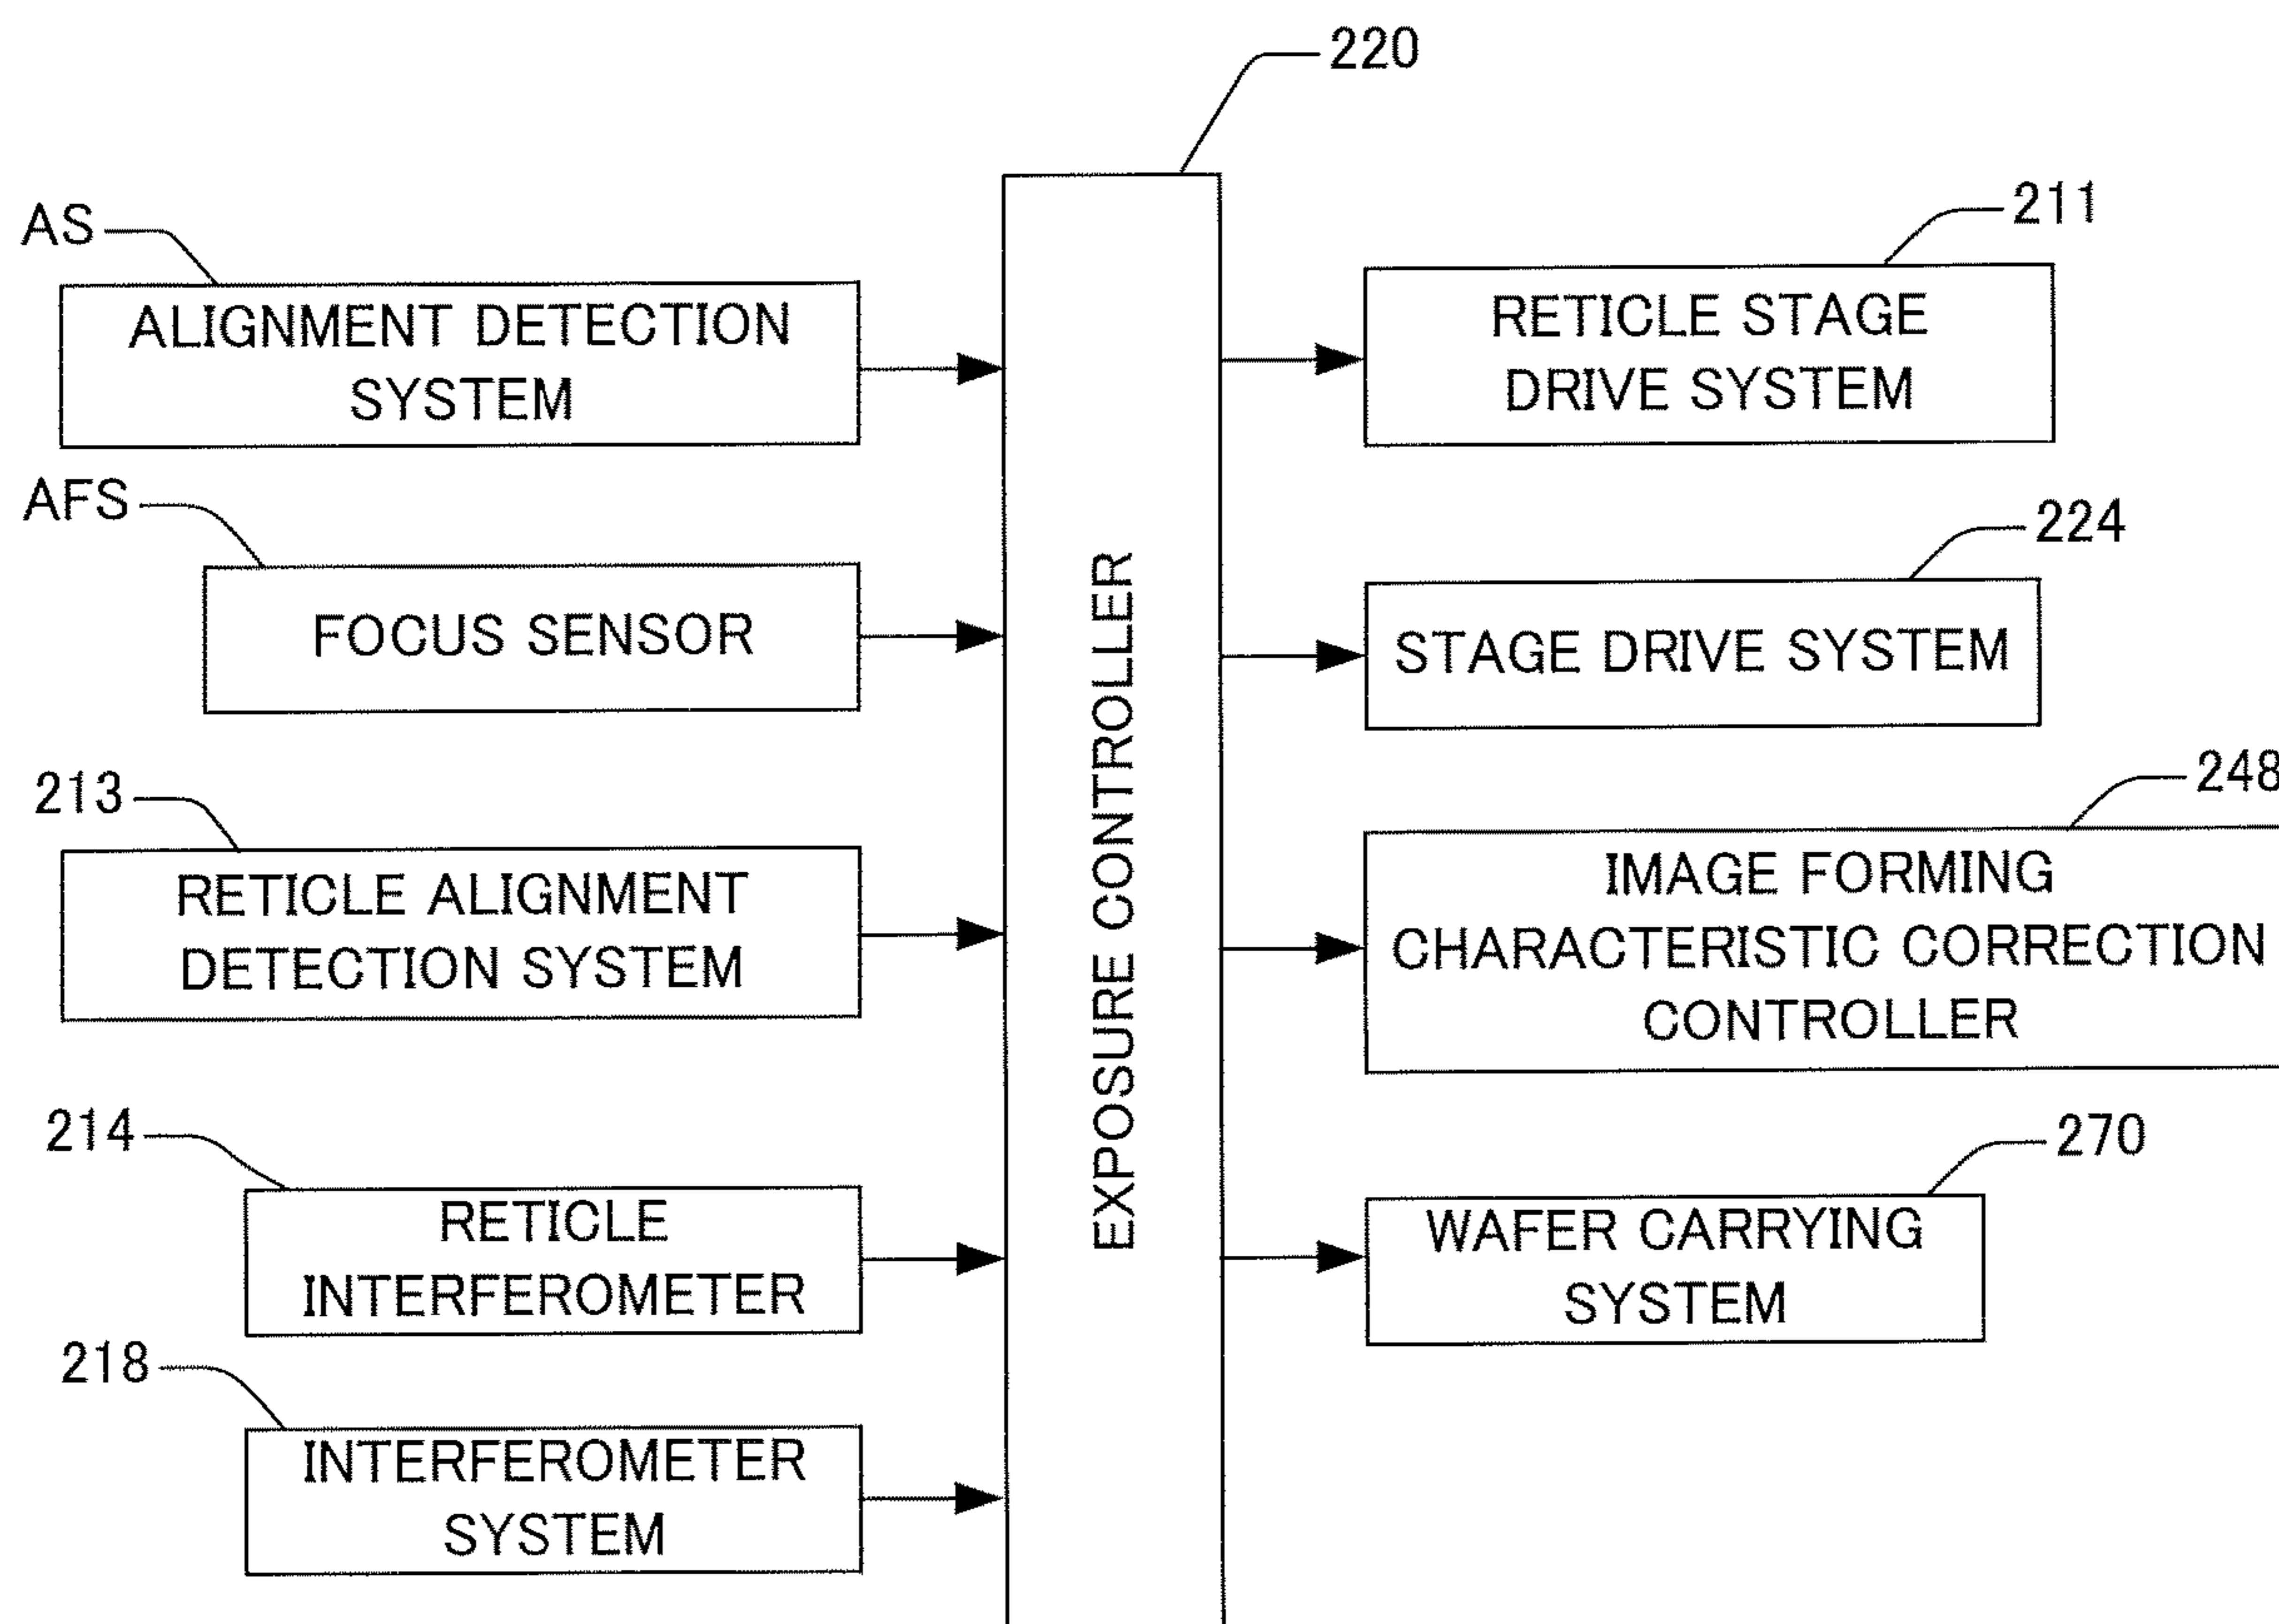 220
AS
ALIGNMENT DETECTION
SYSTEM
AFS
FOCUS SENSOR
213
RETICLE ALIGNMENT
DETECTION SYSTEM
214
RETICLE
INTERFEROMETER
218
INTERFEROMETER
SYSTEM
EXPOSURE CONTROLLER
211
RETICLE STAGE
DRIVE SYSTEM
224
STAGE DRIVE SYSTEM
248
IMAGE FORMING
CHARACTERISTIC CORRECTION
CONTROLLER
270
WAFER CARRYING
SYSTEM